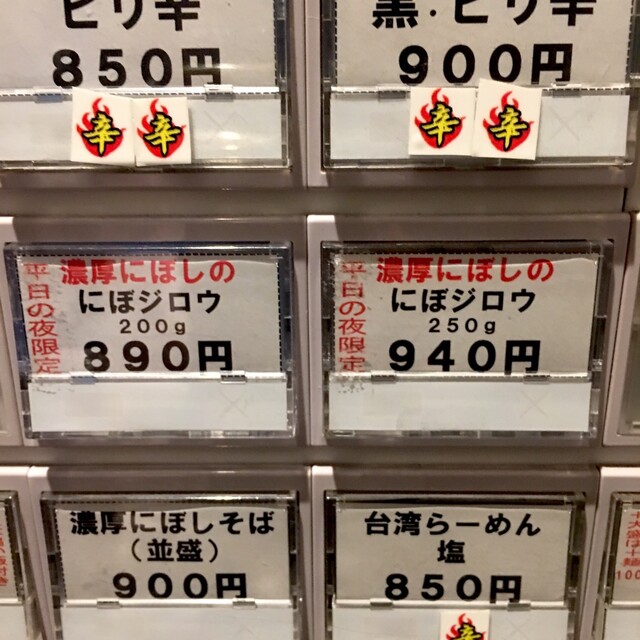 ピリ辛
850円
辛 辛
黒・ピリ辛
900円
辛 辛
平日の夜限定
濃厚にぼしの
にぼジロウ
200g
890円
平日の夜限定
濃厚にぼしの
にぼジロウ
250g
940円
濃厚にぼしそば
(並盛)
900円
台湾らーめん
塩
850円
辛